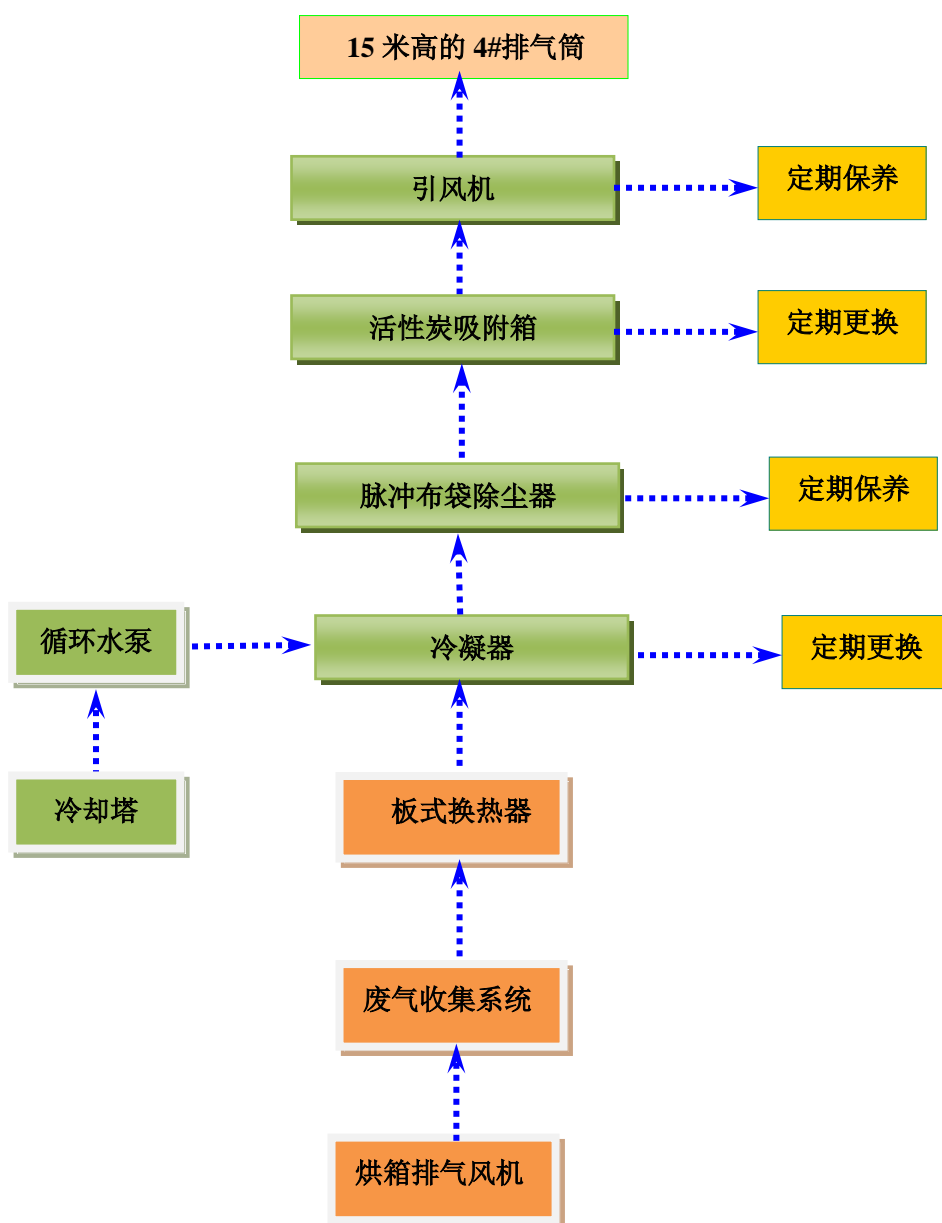 15 米高的 4#排气筒
引风机
定期保养
活性炭吸附箱
定期更换
脉冲布袋除尘器
定期保养
循环水泵
冷凝器
定期更换
冷却塔
板式换热器
废气收集系统
烘箱排气风机